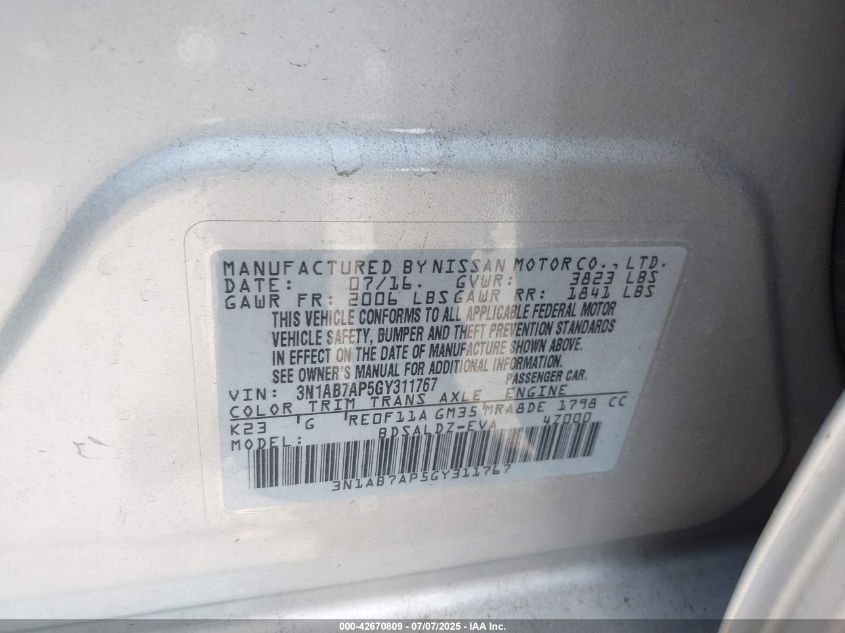 MANUFACTURED BY NISSAN MOTOR CO., LTD.
DATE: 07/16. GVWR: 3823 LBS
GAWR FR: 2006 LBS GAWR RR: 1841 LBS
THIS VEHICLE CONFORMS TO ALL APPLICABLE FEDERAL MOTOR
VEHICLE SAFETY, BUMPER AND THEFT PREVENTION STANDARDS
IN EFFECT ON THE DATE OF MANUFACTURE SHOWN ABOVE.
SEE OWNER'S MANUAL FOR ADDITIONAL INFORMATION.
VIN: 3N1AB7AP5GY311767 PASSENGER CAR.
COLOR TRIM TRANS AXLE ENGINE
K23 G RE0F11A GM35 MRA8DE 1798 CC
MODEL: BDSALDZ-EVA 47000
3N1AB7AP5GY311767
000-42670809 - 07/07/2025 - IAA Inc.